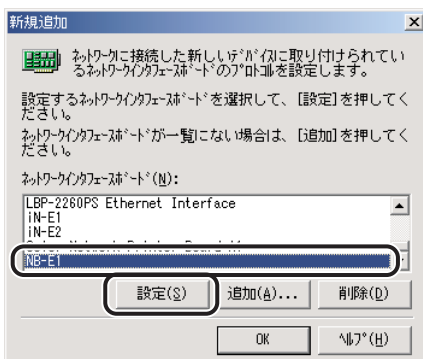 新規追加
ﾈｯﾄﾜｰｸに接続した新しいﾃﾞﾊﾞｲｽに取り付けられてい
るﾈｯﾄﾜｰｸｲﾝﾀﾌｪｰｽﾎﾞｰﾄﾞのﾌﾟﾛﾄｺﾙを設定します。
設定するﾈｯﾄﾜｰｸｲﾝﾀﾌｪｰｽﾎﾞｰﾄﾞを選択して、［設定］を押してく
ださい。
ﾈｯﾄﾜｰｸｲﾝﾀﾌｪｰｽﾎﾞｰﾄﾞが一覧にない場合は、［追加］を押してく
ださい。
ﾈｯﾄﾜｰｸｲﾝﾀﾌｪｰｽﾎﾞｰﾄﾞ(N):
LBP-2260PS Ethernet Interface
iN-E1
iN-E2
NB-E1
設定(S) 追加(A)... 削除(D)
OK ﾍﾙﾌﾟ(H)